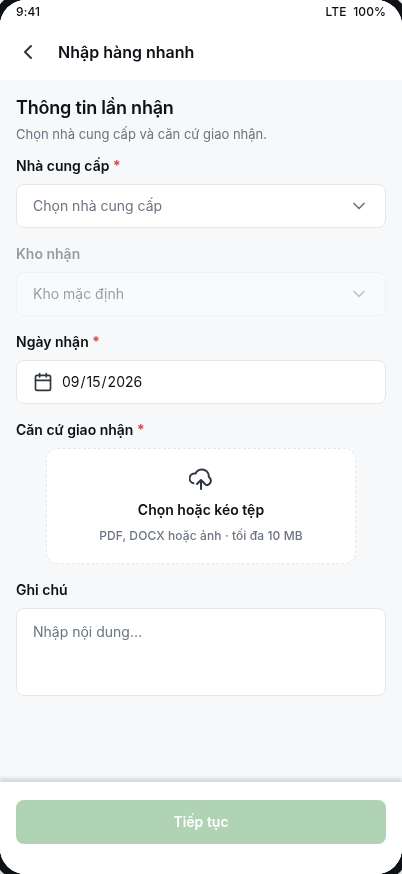 9:41
LTE 100%
Nhập hàng nhanh
Thông tin lần nhận
Chọn nhà cung cấp và căn cứ giao nhận.
Nhà cung cấp *
Chọn nhà cung cấp
Kho nhận
Kho mặc định
Ngày nhận *
09/15/2026
Căn cứ giao nhận *
Chọn hoặc kéo tệp
PDF, DOCX hoặc ảnh · tối đa 10 MB
Ghi chú
Nhập nội dung...
Tiếp tục